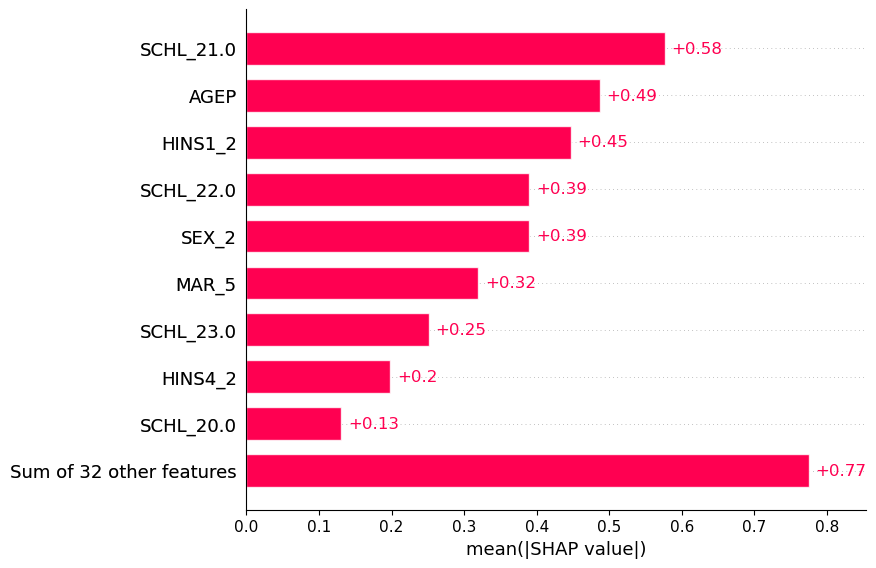 SCHL_21.0 +0.58
AGEP +0.49
HINS1_2 +0.45
SCHL_22.0 +0.39
SEX_2 +0.39
MAR_5 +0.32
SCHL_23.0 +0.25
HINS4_2 +0.2
SCHL_20.0 +0.13
Sum of 32 other features +0.77
0.0 0.1 0.2 0.3 0.4 0.5 0.6 0.7 0.8
mean(|SHAP value|)